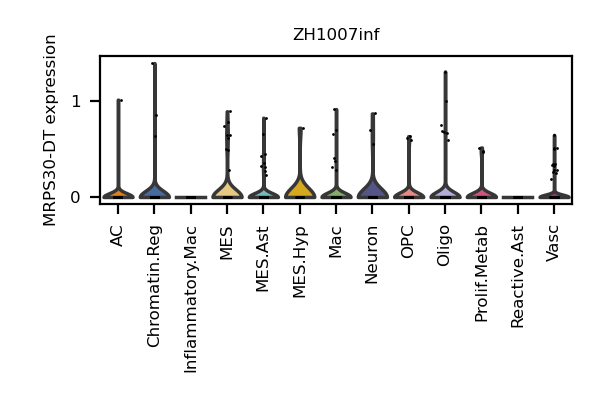 ZH1007inf
MRPS30-DT expression
1
0
AC
Chromatin.Reg
Inflammatory.Mac
MES
MES.Ast
MES.Hyp
Mac
Neuron
OPC
Oligo
Prolif.Metab
Reactive.Ast
Vasc